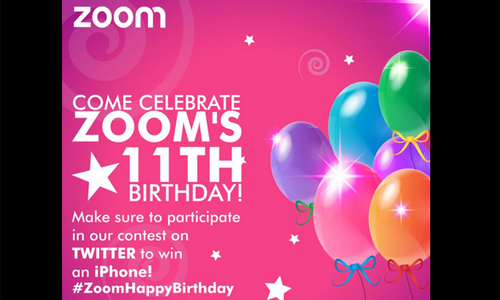 zoom
COME CELEBRATE
ZOOM'S
11TH
BIRTHDAY!
Make sure to participate
in our contest on
TWITTER to win
an iPhone!
#ZoomHappyBirthday